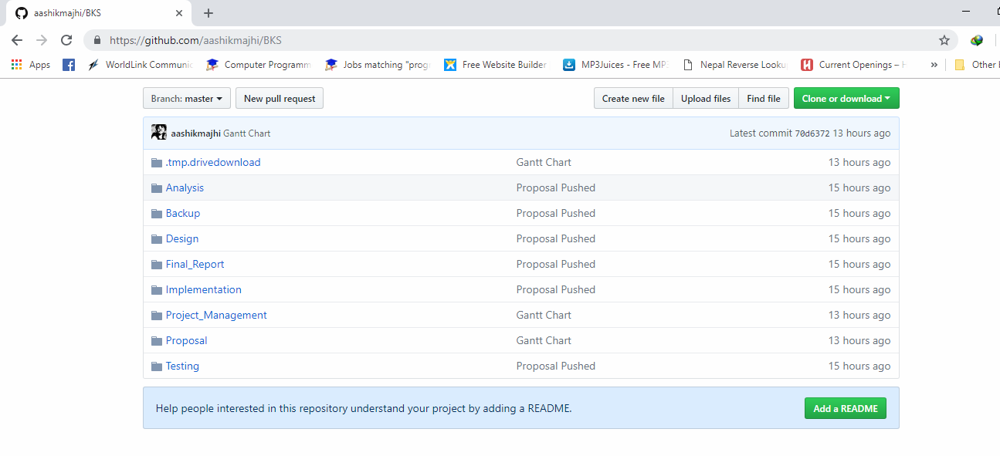 aashikmajhi/BKS
https://github.com/aashikmajhi/BKS
Apps WorldLink Communic Computer Programm Jobs matching "prog Free Website Builder MP3Juices - Free MP3 Nepal Reverse Looku Current Openings – H » Other
Branch: master New pull request Create new file Upload files Find file Clone or download
aashikmajhi Gantt Chart Latest commit 70d6372 13 hours ago
.tmp.drivedownload Gantt Chart 13 hours ago
Analysis Proposal Pushed 15 hours ago
Backup Proposal Pushed 15 hours ago
Design Proposal Pushed 15 hours ago
Final_Report Proposal Pushed 15 hours ago
Implementation Proposal Pushed 15 hours ago
Project_Management Gantt Chart 13 hours ago
Proposal Gantt Chart 13 hours ago
Testing Proposal Pushed 15 hours ago
Help people interested in this repository understand your project by adding a README. Add a README